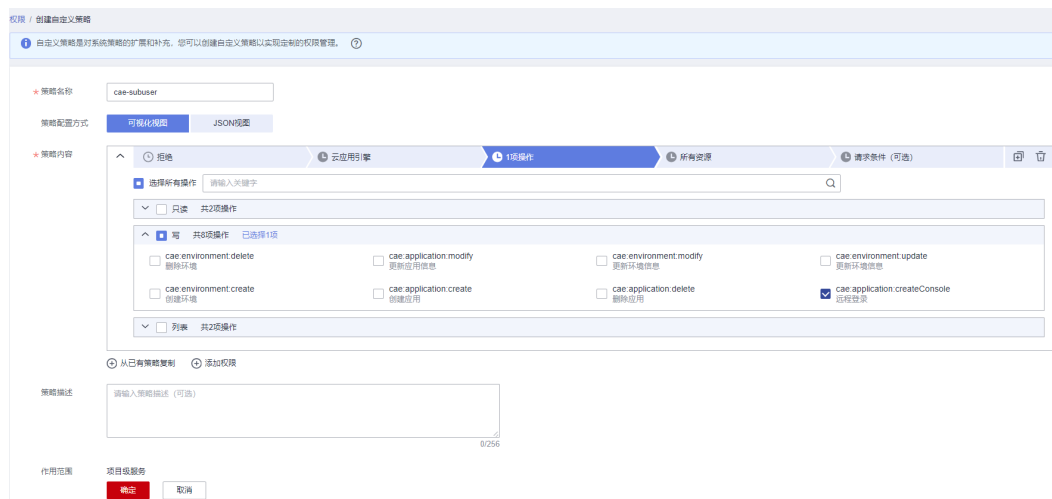 权限 / 创建自定义策略
自定义策略是对系统策略的扩展和补充，您可以创建自定义策略以实现定制的权限管理。
* 策略名称 cae-subuser
策略配置方式 可视化视图 JSON视图
* 策略内容 拒绝 云应用引擎 1项操作 所有资源 请求条件（可选）
选择所有操作 请输入关键字
只读 共2项操作
写 共8项操作 已选择1项
cae:environment:delete cae:application:modify cae:environment:modify cae:environment:update
删除环境 更新应用信息 更新环境信息 更新环境信息
cae:environment:create cae:application:create cae:application:delete cae:application:createConsole
创建环境 创建应用 删除应用 远程登录
列表 共2项操作
从已有策略复制 添加权限
策略描述 请输入策略描述（可选）
0/256
作用范围 项目级服务
确定 取消